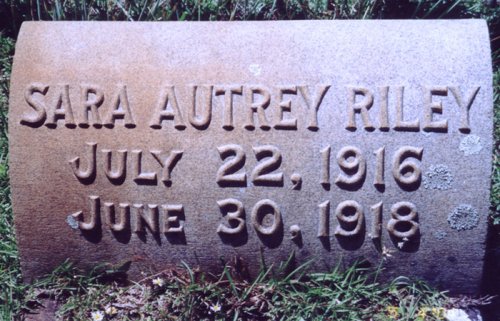 SARA AUTREY RILEY
JULY 22, 1916
JUNE 30, 1918